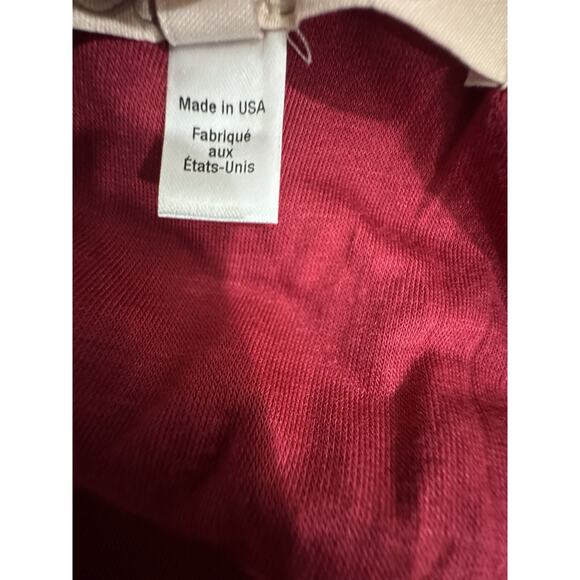 Made in USA
Fabriqué
aux
États-Unis